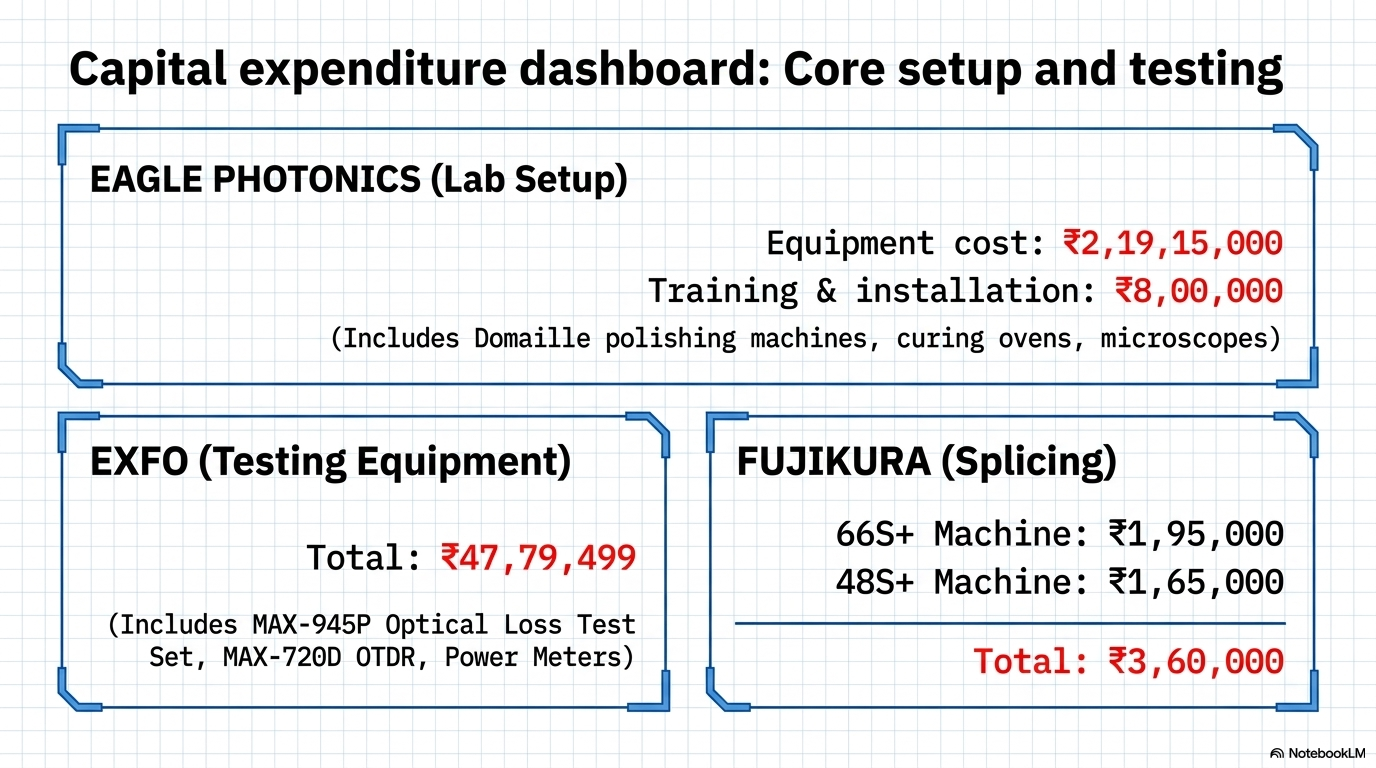 Capital expenditure dashboard: Core setup and testing
EAGLE PHOTONICS (Lab Setup)
Equipment cost: ₹2,19,15,000
Training & installation: ₹8,00,000
(Includes Domaille polishing machines, curing ovens, microscopes)
EXFO (Testing Equipment)
Total: ₹47,79,499
(Includes MAX-945P Optical Loss Test
Set, MAX-720D OTDR, Power Meters)
FUJIKURA (Splicing)
66S+ Machine: ₹1,95,000
48S+ Machine: ₹1,65,000
Total: ₹3,60,000
NotebookLM